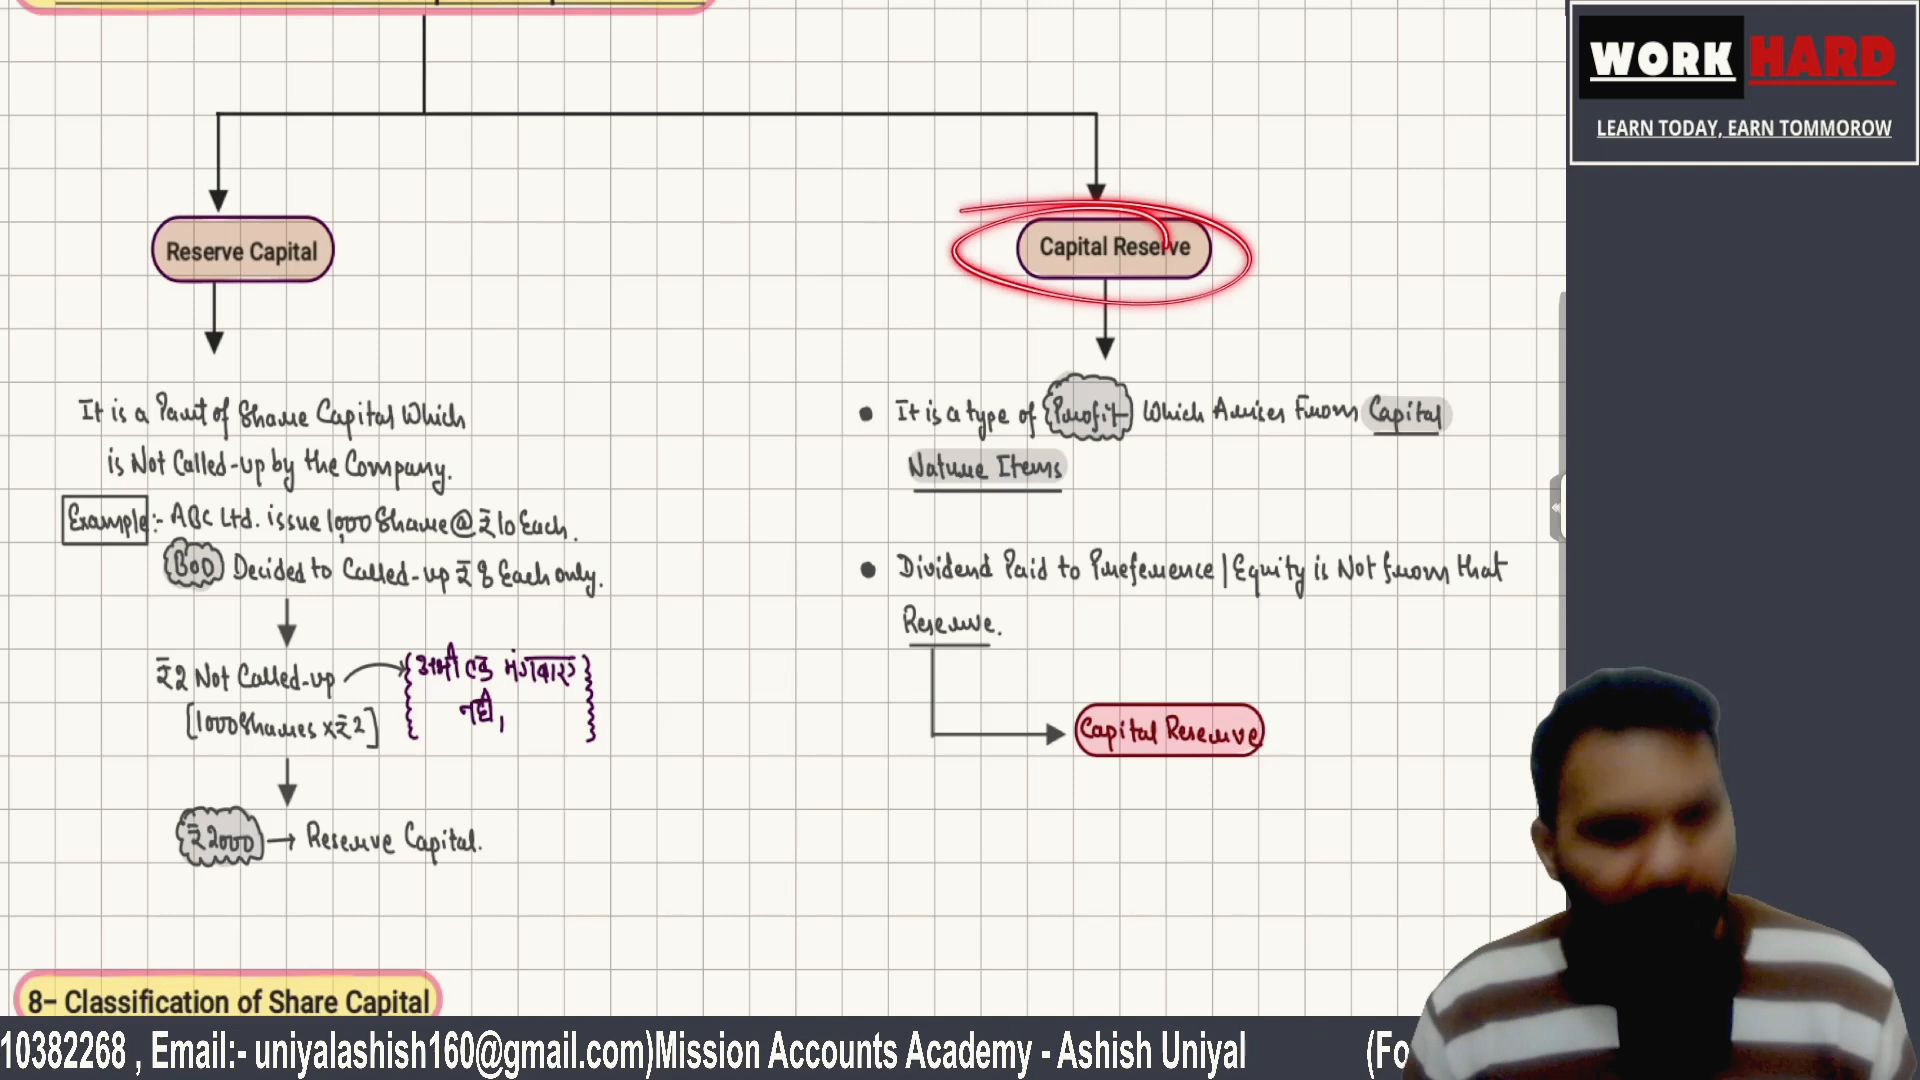 WORK HARD
LEARN TODAY, EARN TOMMOROW
Reserve Capital
It is a Part of Share Capital Which
is Not Called-up by the Company.
Example:- ABC Ltd. issue 1,000 Share @ ₹10 Each.
BOD Decided to Called-up ₹8 Each only.
₹2 Not Called-up
[1000 Shares x ₹2]
अभी तक मंगवाए
नहीं,
₹2000 → Reserve Capital.
Capital Reserve
• It is a type of Profit Which Arises From Capital
Nature Items
• Dividend Paid to Preference | Equity is Not from that
Reserve.
Capital Reserve
8- Classification of Share Capital
10382268 , Email:- uniyalashish160@gmail.com)Mission Accounts Academy - Ashish Uniyal (Fo